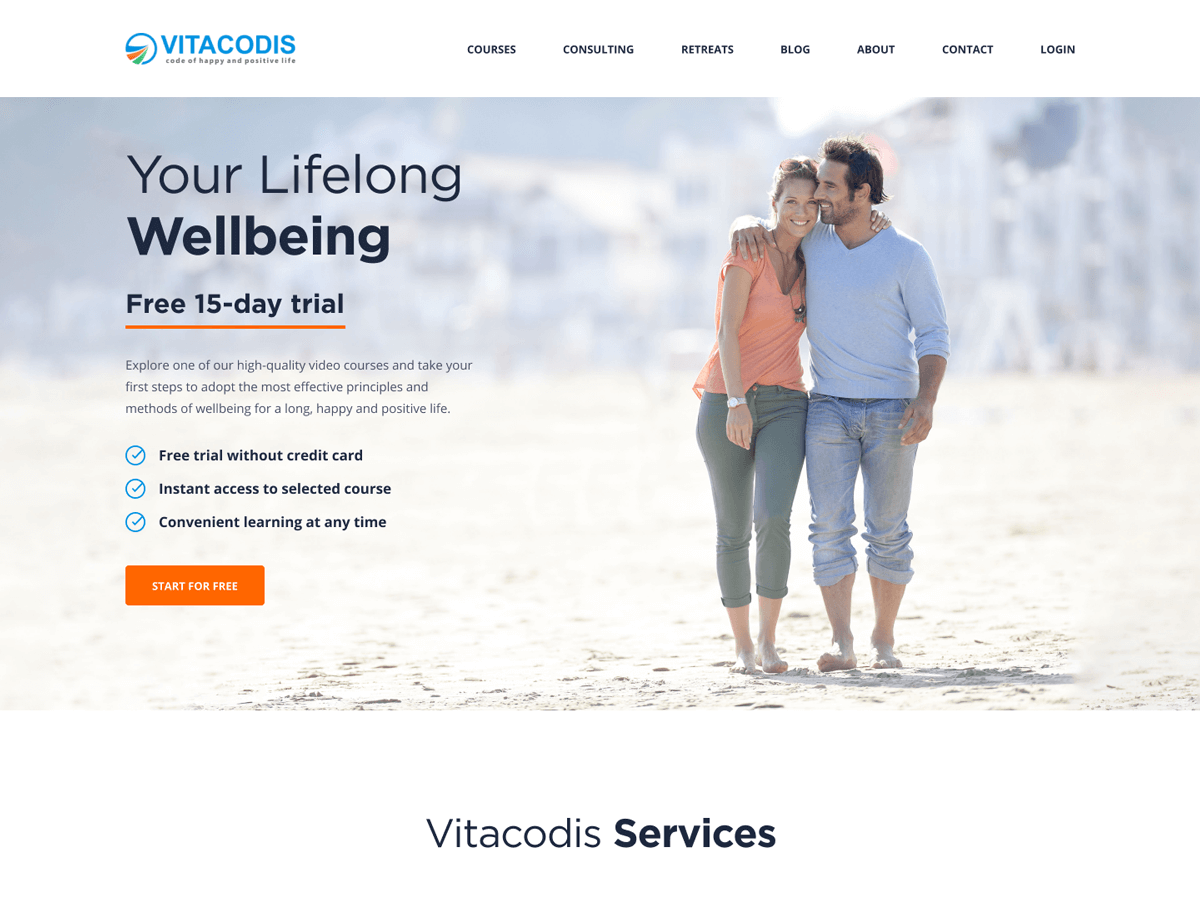 VITACODIS
code of happy and positive life
COURSES
CONSULTING
RETREATS
BLOG
ABOUT
CONTACT
LOGIN
Your Lifelong
Wellbeing
Free 15-day trial
Explore one of our high-quality video courses and take your
first steps to adopt the most effective principles and
methods of wellbeing for a long, happy and positive life.
Free trial without credit card
Instant access to selected course
Convenient learning at any time
START FOR FREE
Vitacodis Services